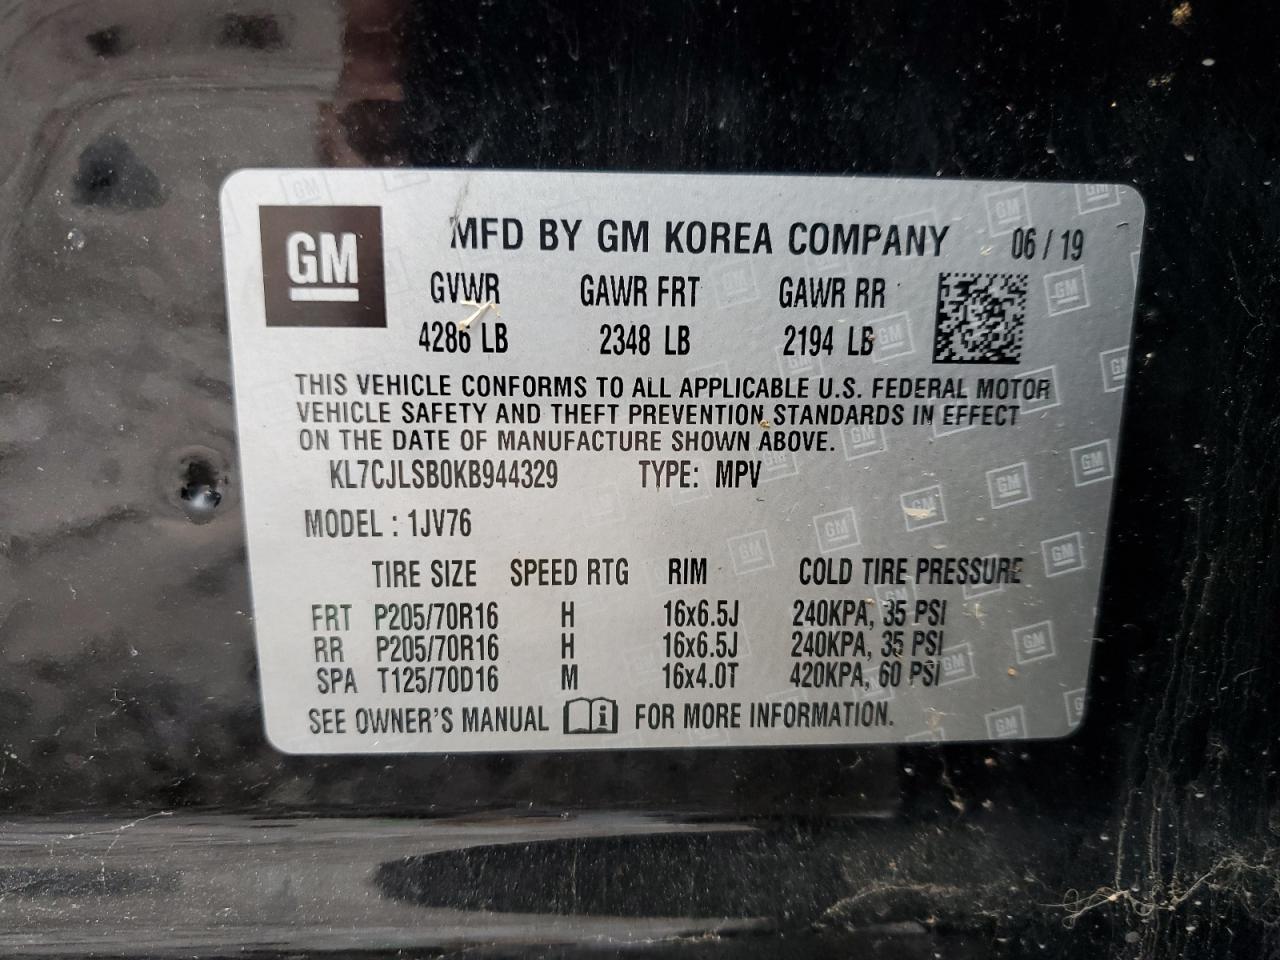 GM
MFD BY GM KOREA COMPANY 06 / 19
GVWR GAWR FRT GAWR RR
4286 LB 2348 LB 2194 LB
THIS VEHICLE CONFORMS TO ALL APPLICABLE U.S. FEDERAL MOTOR
VEHICLE SAFETY AND THEFT PREVENTION STANDARDS IN EFFECT
ON THE DATE OF MANUFACTURE SHOWN ABOVE.
KL7CJLSB0KB944329 TYPE: MPV
MODEL : 1JV76
TIRE SIZE SPEED RTG RIM COLD TIRE PRESSURE
FRT P205/70R16 H 16x6.5J 240KPA, 35 PSI
RR P205/70R16 H 16x6.5J 240KPA, 35 PSI
SPA T125/70D16 M 16x4.0T 420KPA, 60 PSI
SEE OWNER'S MANUAL i FOR MORE INFORMATION.